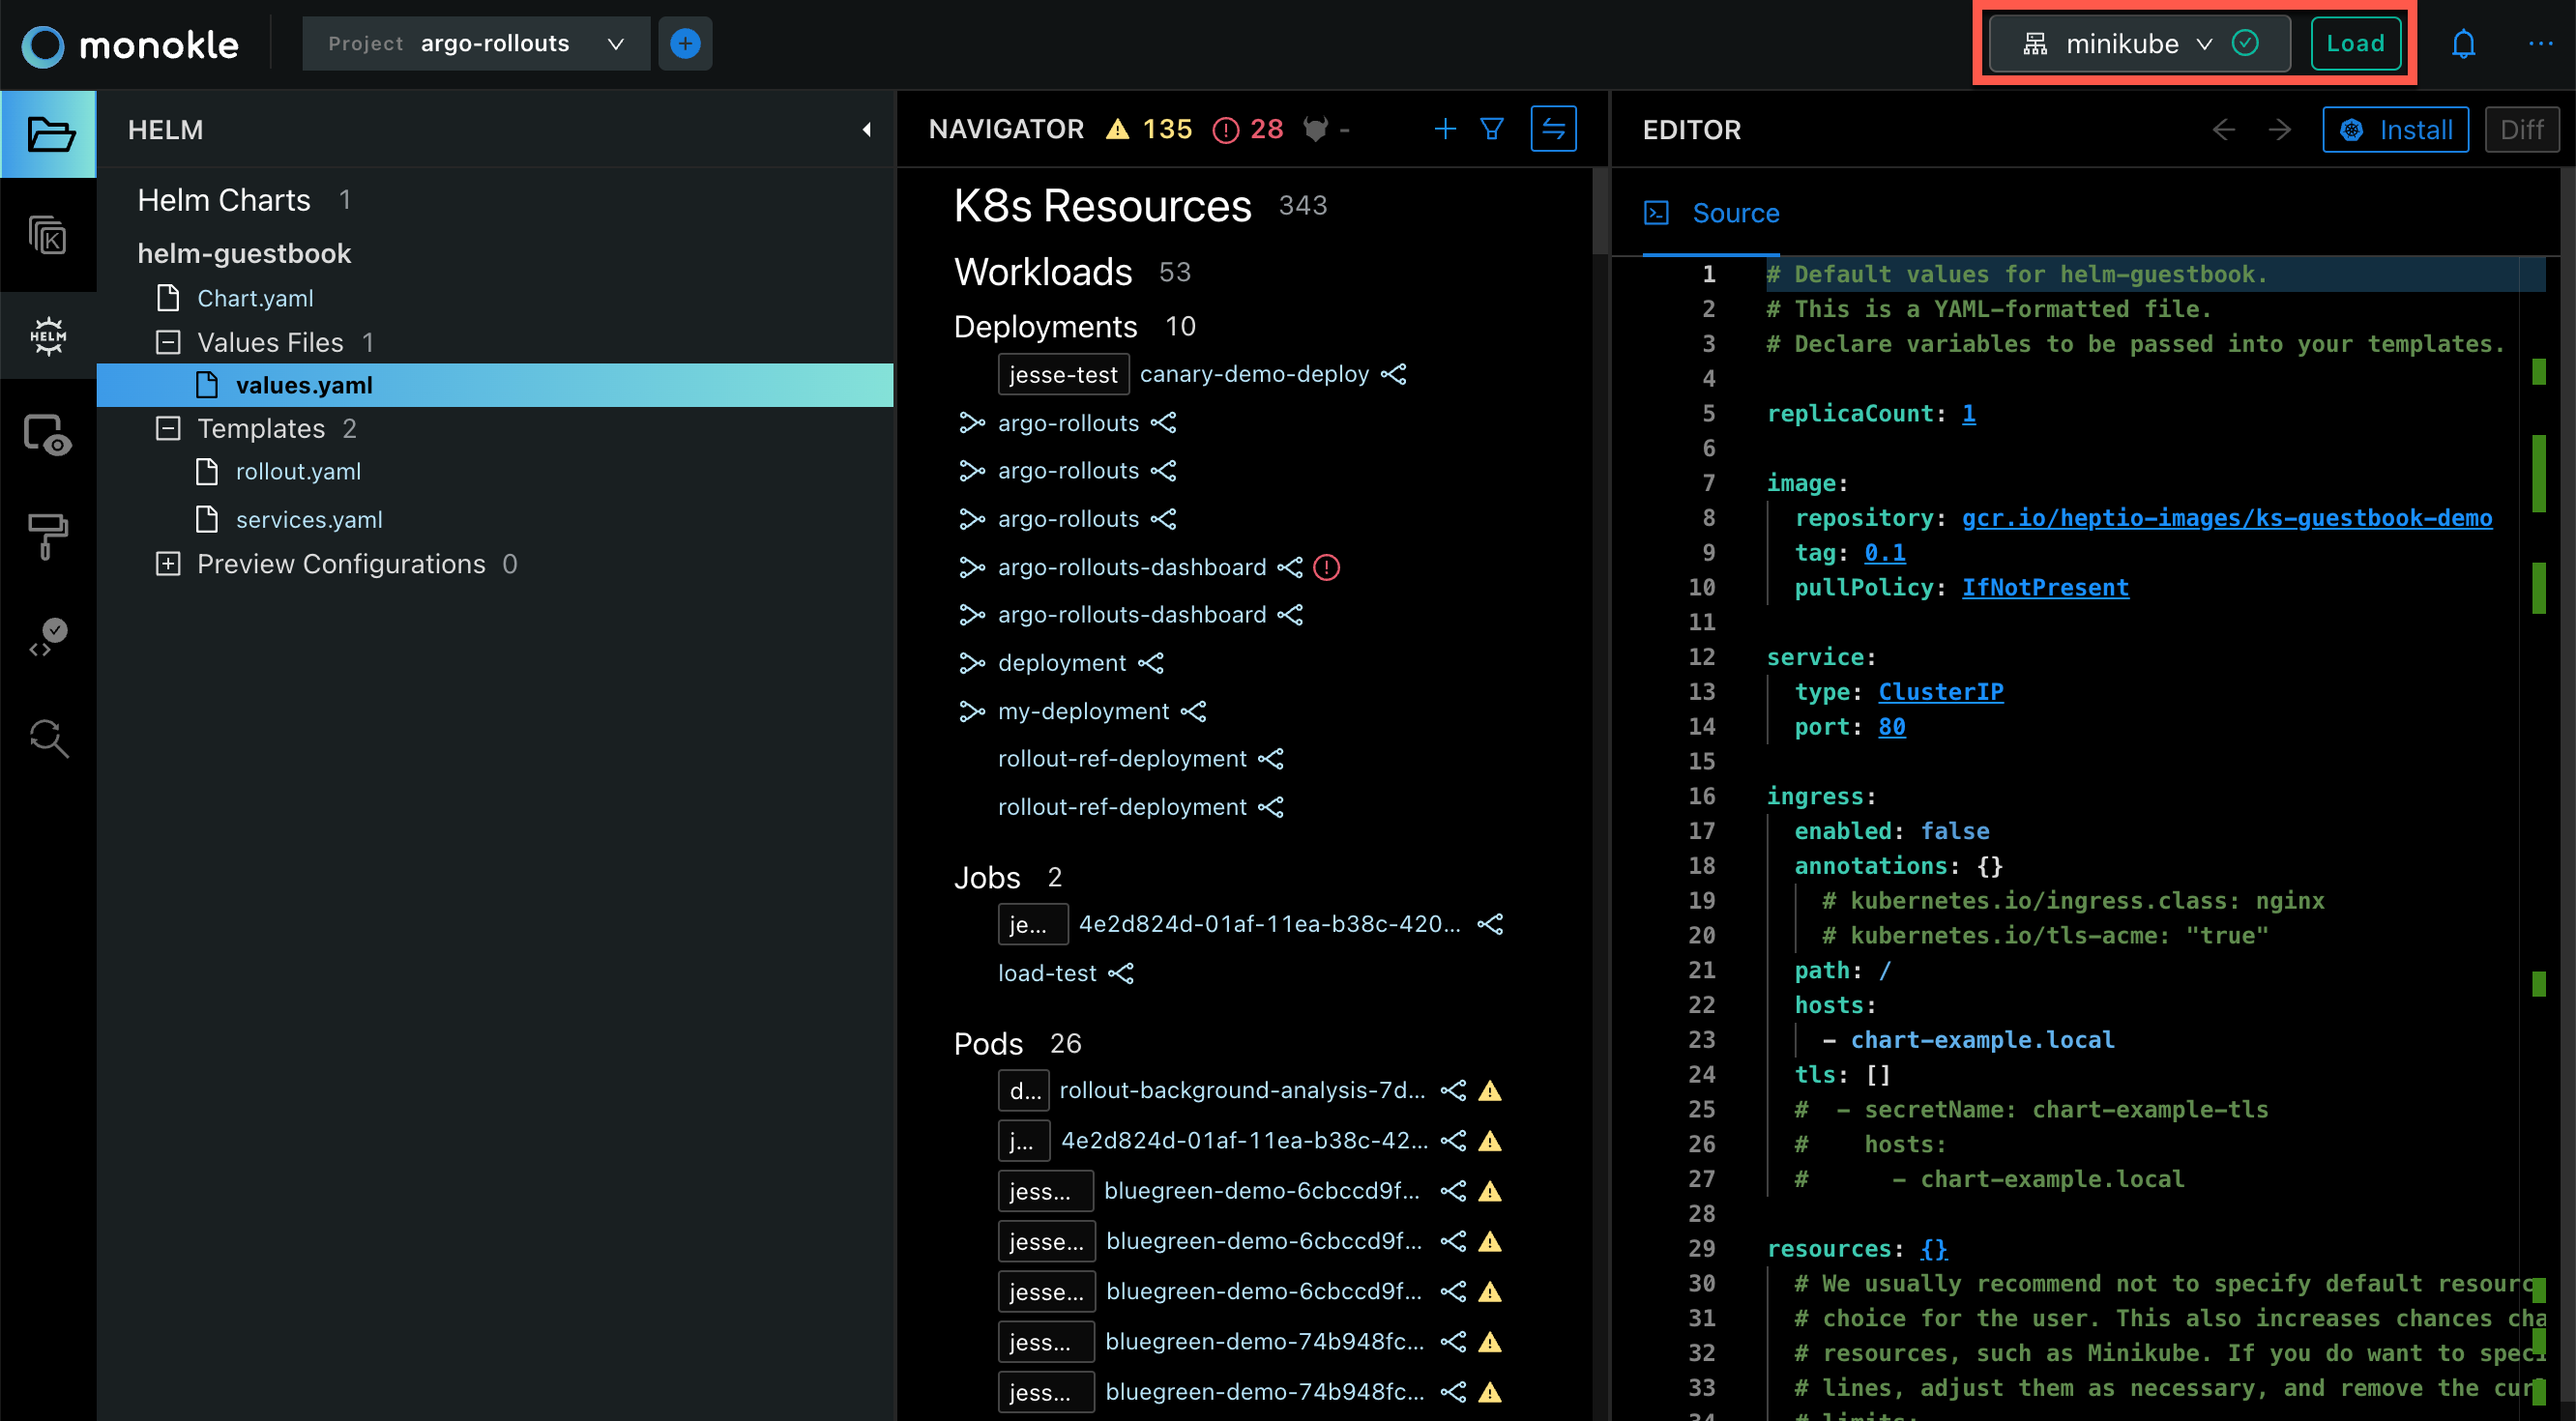 monokle
Project argo-rollouts
minikube
Load
HELM
Helm Charts 1
helm-guestbook
Chart.yaml
Values Files 1
values.yaml
Templates 2
rollout.yaml
services.yaml
Preview Configurations 0
K
HELM
NAVIGATOR 135 28 -
K8s Resources 343
Workloads 53
Deployments 10
jesse-test canary-demo-deploy
argo-rollouts
argo-rollouts
argo-rollouts
argo-rollouts-dashboard
argo-rollouts-dashboard
deployment
my-deployment
rollout-ref-deployment
rollout-ref-deployment
Jobs 2
je... 4e2d824d-01af-11ea-b38c-420...
load-test
Pods 26
d... rollout-background-analysis-7d...
j... 4e2d824d-01af-11ea-b38c-42...
jess... bluegreen-demo-6cbccd9f...
jesse... bluegreen-demo-6cbccd9f...
jesse... bluegreen-demo-6cbccd9f...
jess... bluegreen-demo-74b948fc...
jess... bluegreen-demo-74b948fc...
EDITOR
Install
Diff
Source
1 # Default values for helm-guestbook.
2 # This is a YAML-formatted file.
3 # Declare variables to be passed into your templates.
4
5 replicaCount: 1
6
7 image:
8 repository: gcr.io/heptio-images/ks-guestbook-demo
9 tag: 0.1
10 pullPolicy: IfNotPresent
11
12 service:
13 type: ClusterIP
14 port: 80
15
16 ingress:
17 enabled: false
18 annotations: {}
19 # kubernetes.io/ingress.class: nginx
20 # kubernetes.io/tls-acme: "true"
21 path: /
22 hosts:
23 - chart-example.local
24 tls: []
25 # - secretName: chart-example-tls
26 # hosts:
27 # - chart-example.local
28
29 resources: {}
30 # We usually recommend not to specify default resourc
31 # choice for the user. This also increases chances cha
32 # resources, such as Minikube. If you do want to speci
33 # lines, adjust them as necessary, and remove the cur
34 # limits: